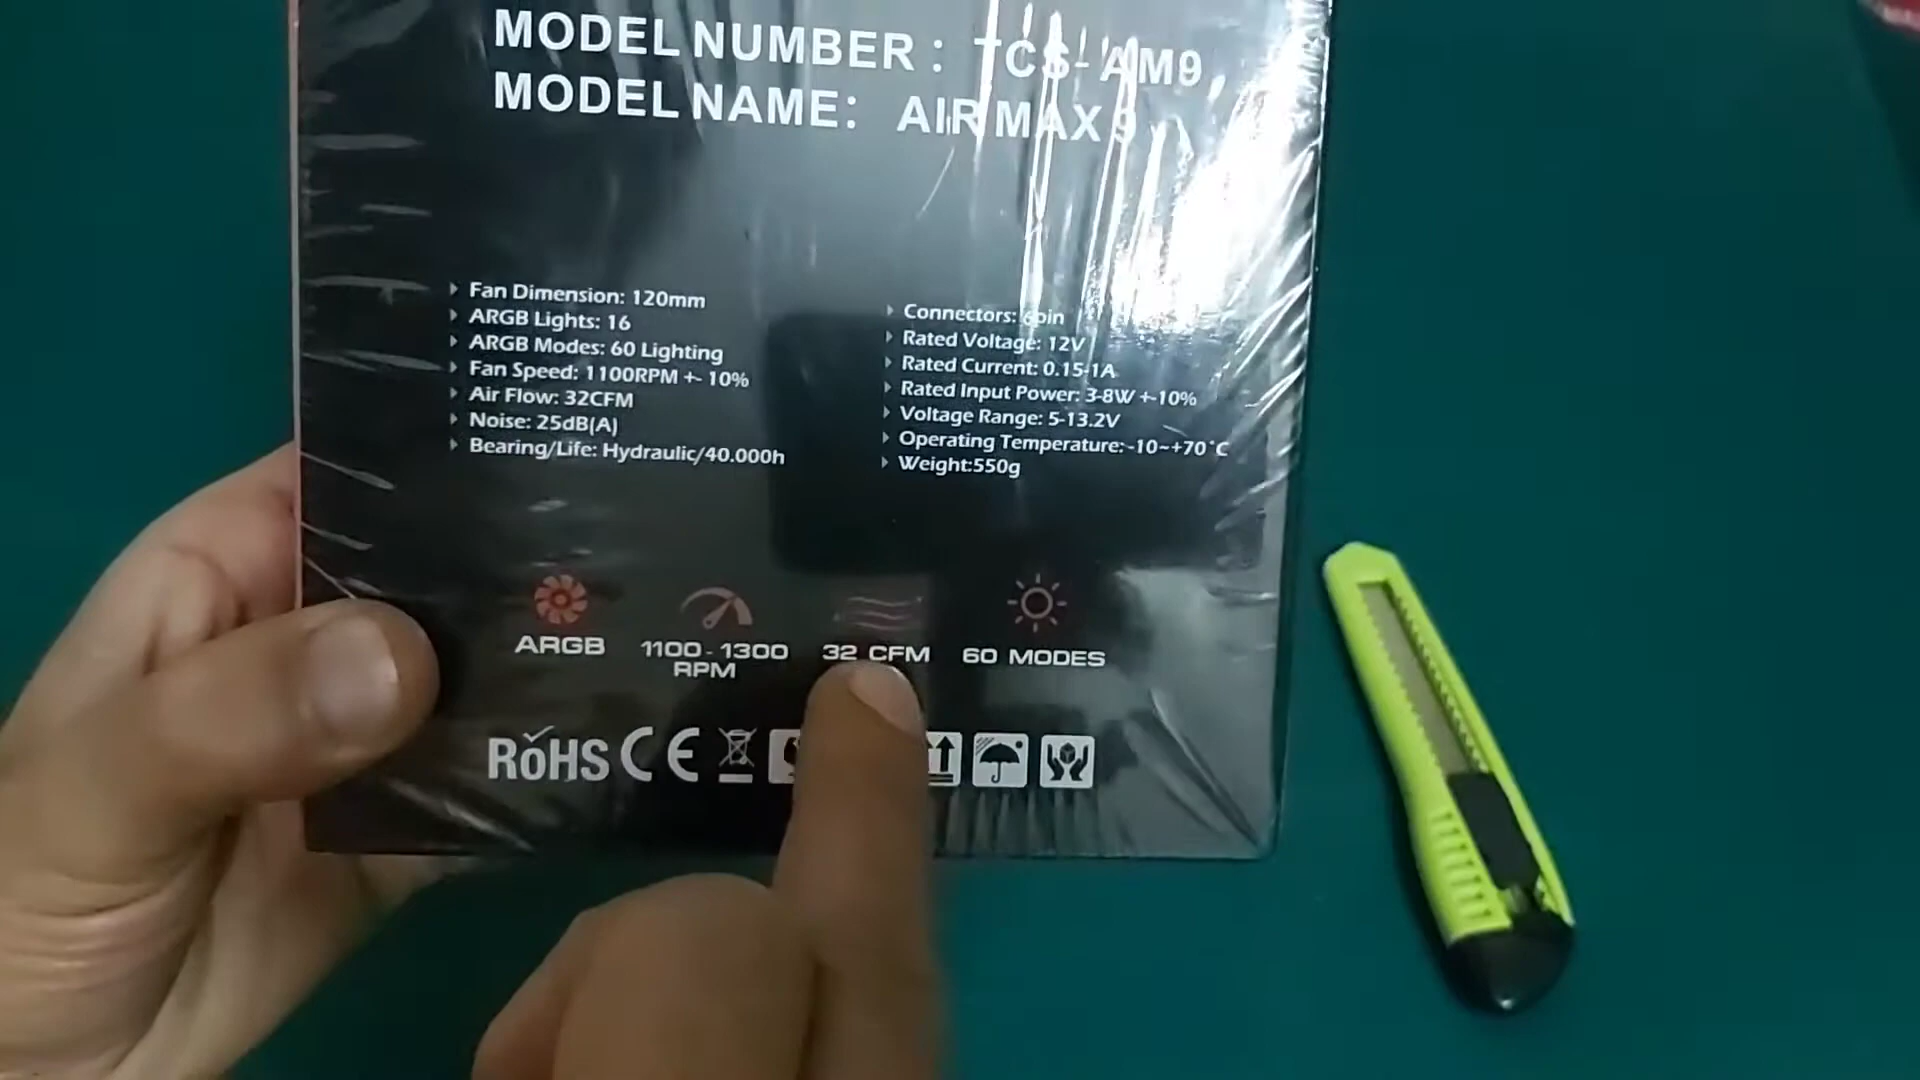 MODEL NUMBER : TCS-AM9
MODEL NAME: AIR MAX 9
Fan Dimension: 120mm
ARGB Lights: 16
ARGB Modes: 60 Lighting
Fan Speed: 1100RPM +- 10%
Air Flow: 32CFM
Noise: 25dB(A)
Bearing/Life: Hydraulic/40.000h
Connectors: 6pin
Rated Voltage: 12V
Rated Current: 0.15-1A
Rated Input Power: 3-8W +-10%
Voltage Range: 5-13.2V
Operating Temperature: -10~+70°C
Weight:550g
ARGB
1100-1300
RPM
32 CFM
60 MODES
RoHS CE